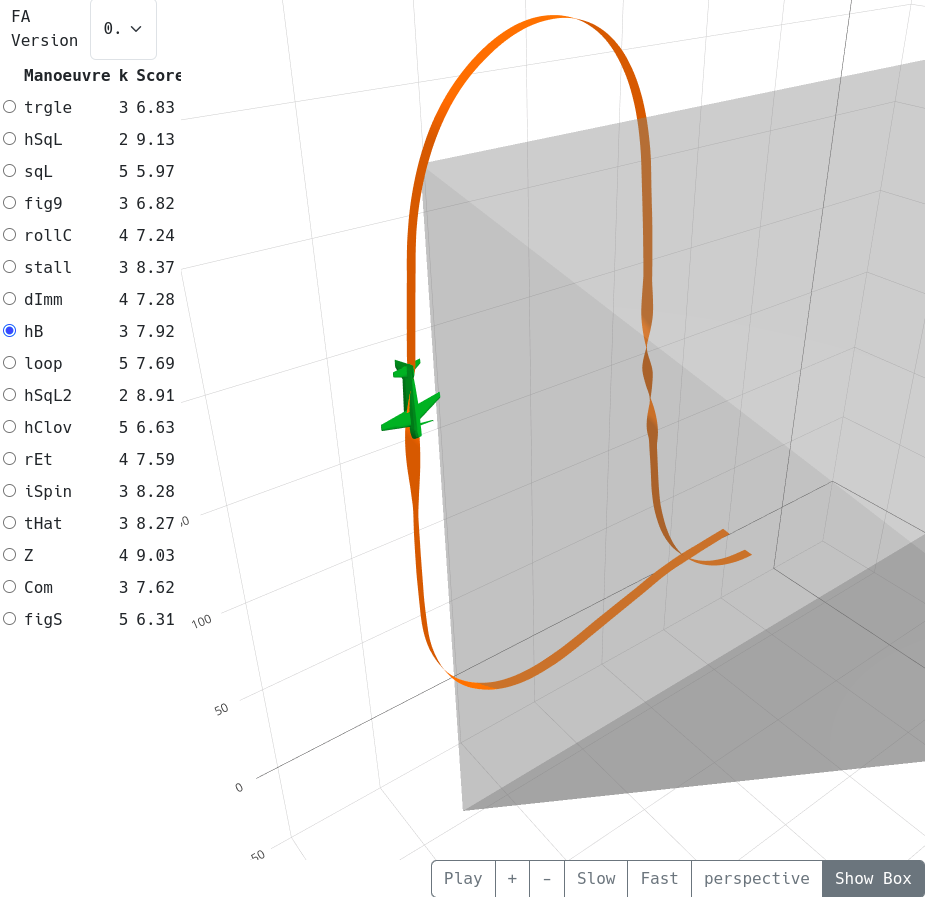 FA
Version
0.
Manoeuvre k Score
trgle 3 6.83
hSqL 2 9.13
sqL 5 5.97
fig9 3 6.82
rollC 4 7.24
stall 3 8.37
dImm 4 7.28
hB 3 7.92
loop 5 7.69
hSqL2 2 8.91
hClov 5 6.63
rEt 4 7.59
iSpin 3 8.28
tHat 3 8.27
Z 4 9.03
Com 3 7.62
figS 5 6.31
100
50
0
50
Play + - Slow Fast perspective Show Box